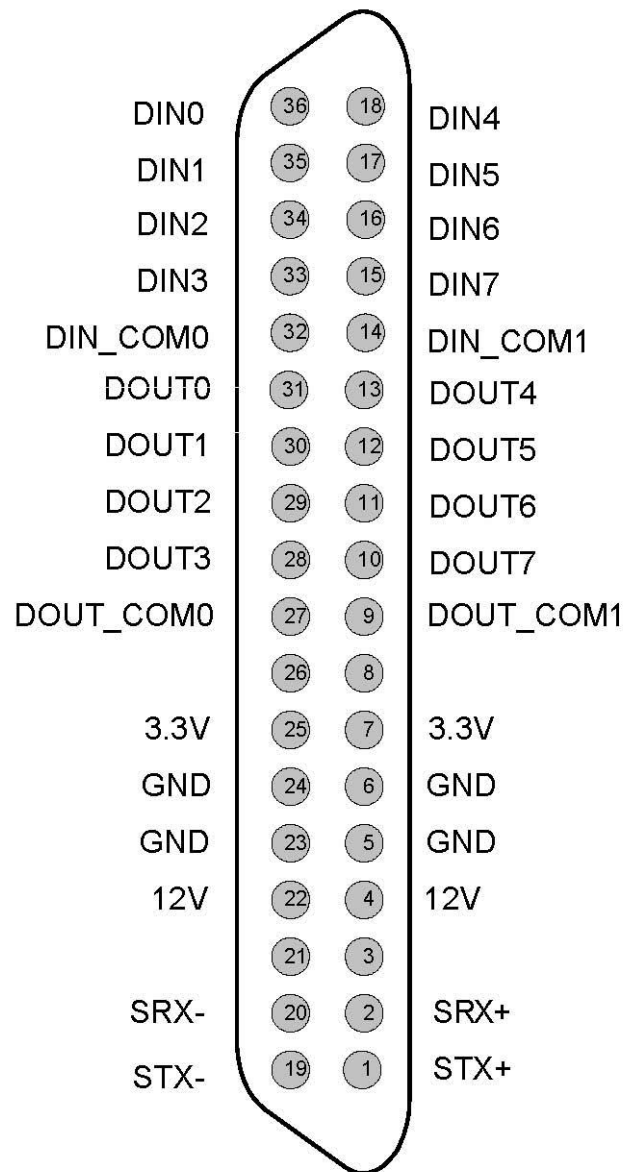 DIN0 36 18 DIN4
DIN1 35 17 DIN5
DIN2 34 16 DIN6
DIN3 33 15 DIN7
DIN_COM0 32 14 DIN_COM1
DOUT0 31 13 DOUT4
DOUT1 30 12 DOUT5
DOUT2 29 11 DOUT6
DOUT3 28 10 DOUT7
DOUT_COM0 27 9 DOUT_COM1
26 8
3.3V 25 7 3.3V
GND 24 6 GND
GND 23 5 GND
12V 22 4 12V
21 3
SRX- 20 2 SRX+
STX- 19 1 STX+